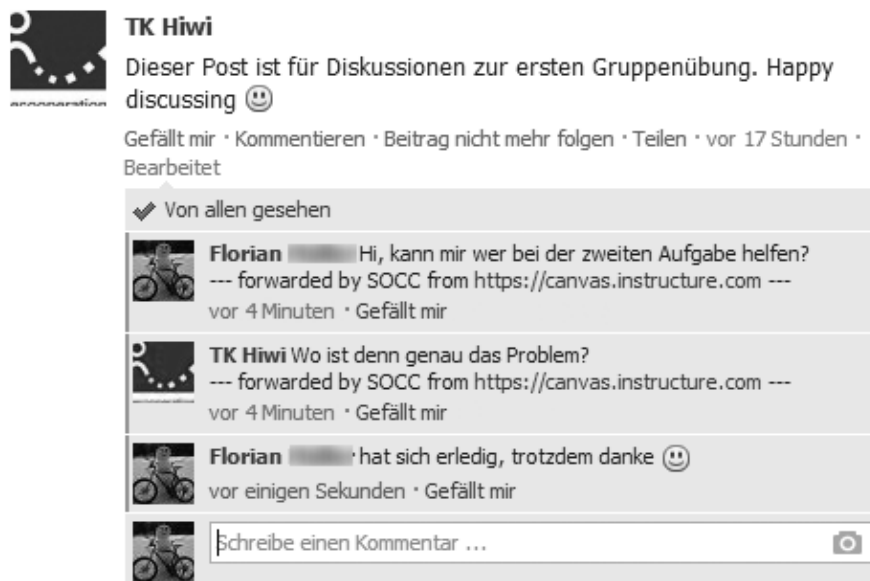 TK Hiwi
Dieser Post ist für Diskussionen zur ersten Gruppenübung. Happy
discussing
Gefällt mir · Kommentieren · Beitrag nicht mehr folgen · Teilen · vor 17 Stunden ·
Bearbeitet
Von allen gesehen
Florian Hi, kann mir wer bei der zweiten Aufgabe helfen?
--- forwarded by SOCC from https://canvas.instructure.com ---
vor 4 Minuten · Gefällt mir
TK Hiwi Wo ist denn genau das Problem?
--- forwarded by SOCC from https://canvas.instructure.com ---
vor 4 Minuten · Gefällt mir
Florian hat sich erledig, trotzdem danke
vor einigen Sekunden · Gefällt mir
Schreibe einen Kommentar ...